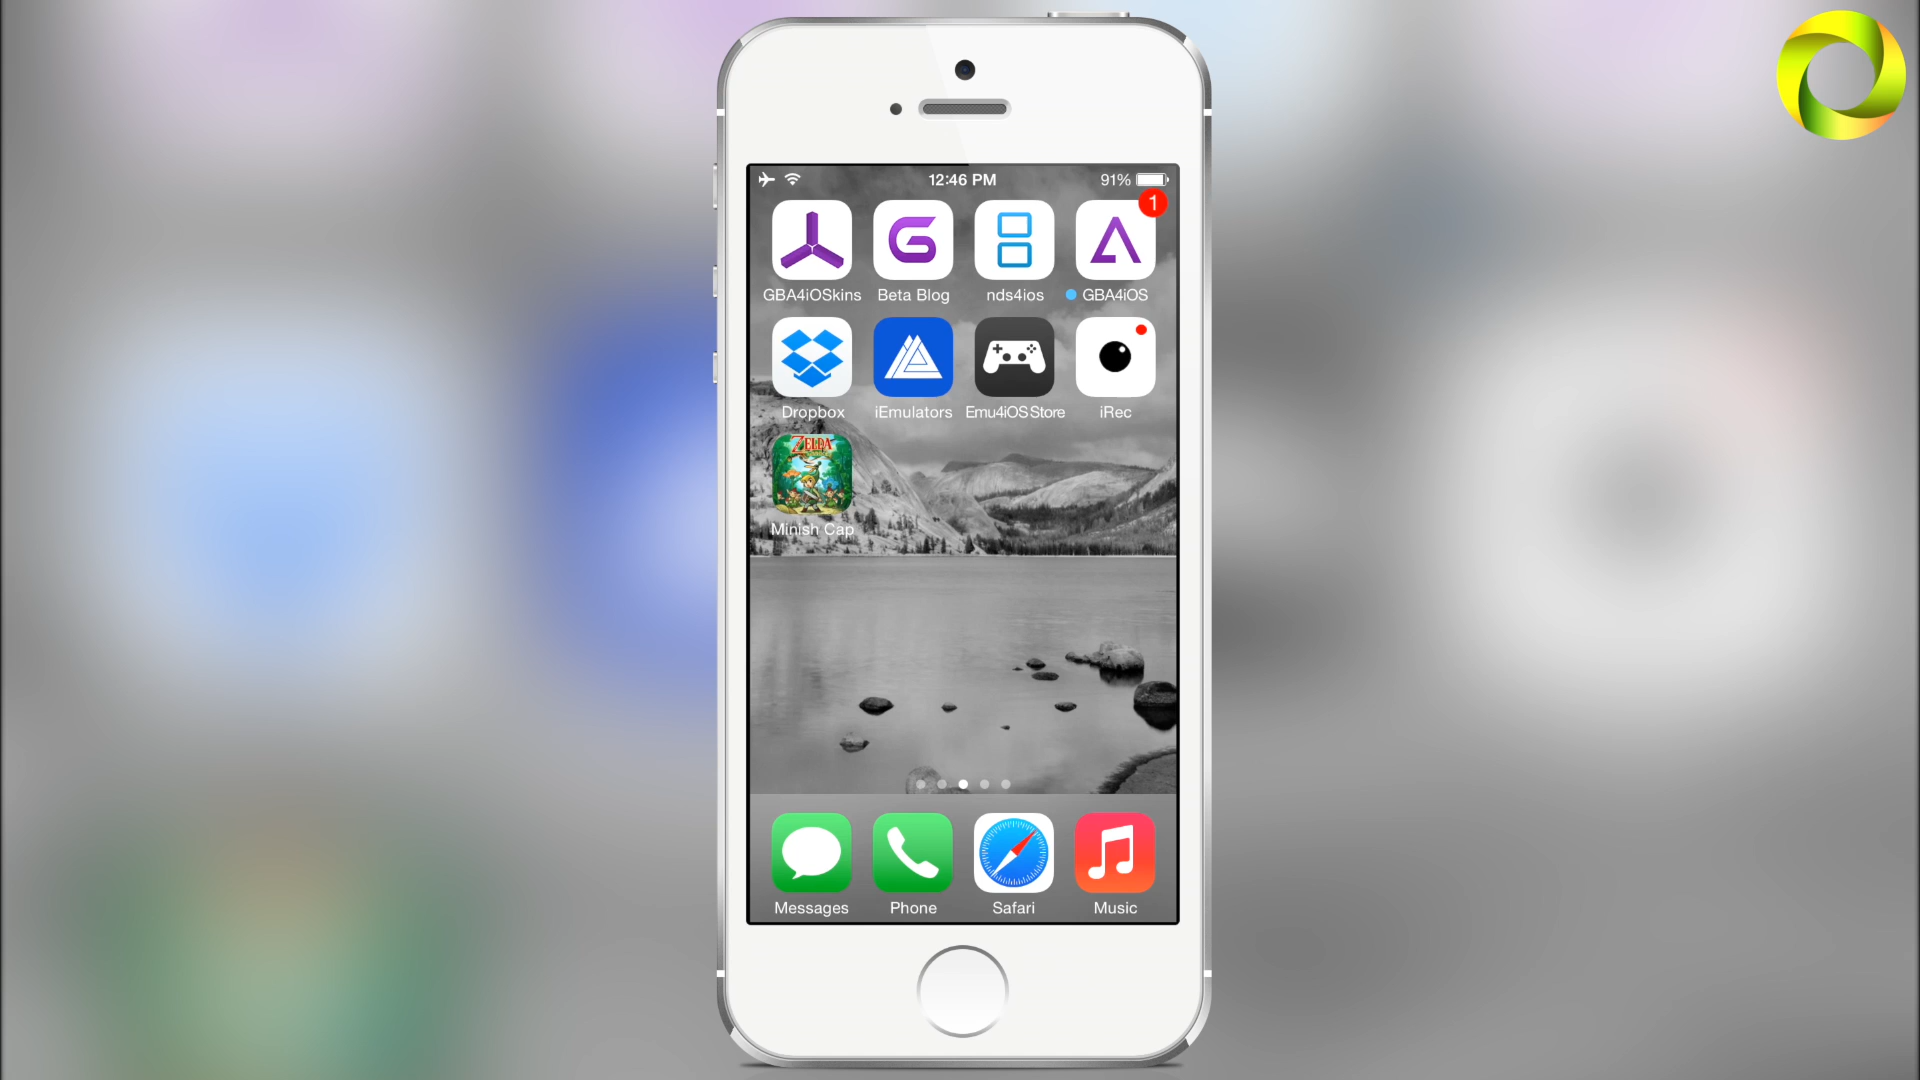 12:46 PM
91%
1
GBA4iOSkins Beta Blog nds4ios GBA4iOS
Dropbox iEmulators Emu4iOS Store iRec
ZELDA
Minish Cap
Messages Phone Safari Music